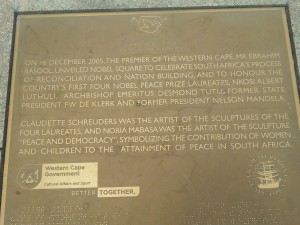 ON 16 DECEMBER 2005, THE PREMIER OF THE WESTERN CAPE, MR EBRAHIM
RASOOL, UNVEILED NOBEL SQUARE TO CELEBRATE SOUTH AFRICA'S PROCESS
OF RECONCILIATION AND NATION BUILDING, AND TO HONOUR THE
COUNTRY'S FIRST FOUR NOBEL PEACE PRIZE LAUREATES, NKOSI ALBERT
LUTHULI, ARCHBISHOP EMERITUS DESMOND TUTU, FORMER STATE
PRESIDENT FW DE KLERK AND FORMER PRESIDENT NELSON MANDELA.
CLAUDETTE SCHREUDERS WAS THE ARTIST OF THE SCULPTURES OF THE
FOUR LAUREATES, AND NORIA MABASA WAS THE ARTIST OF THE SCULPTURE
"PEACE AND DEMOCRACY", SYMBOLIZING THE CONTRIBUTION OF WOMEN
AND CHILDREN TO THE ATTAINMENT OF PEACE IN SOUTH AFRICA.
Western Cape
Government
Cultural Affairs and Sport
BETTER TOGETHER.